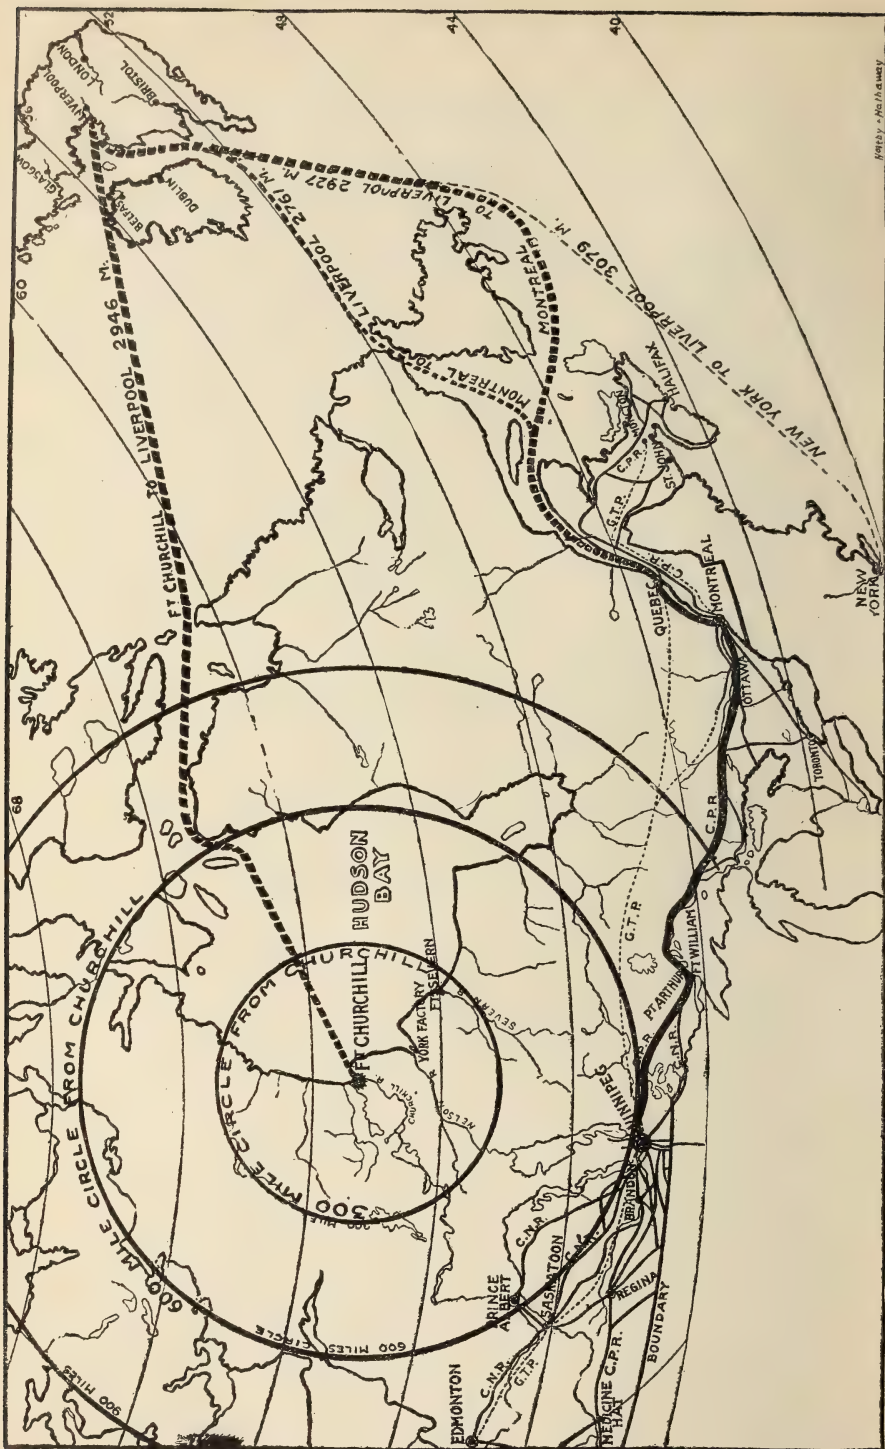 52
48
44
40
56
60
68
GLASGOW
LIVERPOOL
LONDON
BRISTOL
BELFAST
DUBLIN
FT CHURCHILL TO LIVERPOOL 2946 M.
MONTREAL TO LIVERPOOL 2761 M.
MONTREAL TO LIVERPOOL 2927 M.
NEW YORK TO LIVERPOOL 3079 M.
HALIFAX
MONCTON
ST. JOHN
C.P.R.
G.T.P.
C.P.R.
QUEBEC
MONTREAL
NEW YORK
OTTAWA
TORONTO
C.P.R.
G.T.P.
FT WILLIAM
PT ARTHUR
C.P.R.
C.N.R.
HUDSON
BAY
FT CHURCHILL
YORK FACTORY
FT SEVERN
SEVERN
NELSON R
CHURCHILL R.
CHURCHILL
300 MILE CIRCLE FROM CHURCHILL
300 MILE
600 MILE CIRCLE FROM CHURCHILL
600 MILES CIRCLE
900 MILES
WINNIPEG
BRANDON
C.N.R.
C.N.R.
PRINCE
ALBERT
SASKATOON
REGINA
BOUNDARY
C.P.R.
MEDICINE
HAT
C.N.R.
G.T.P.
EDMONTON
Holtby & Hathaway